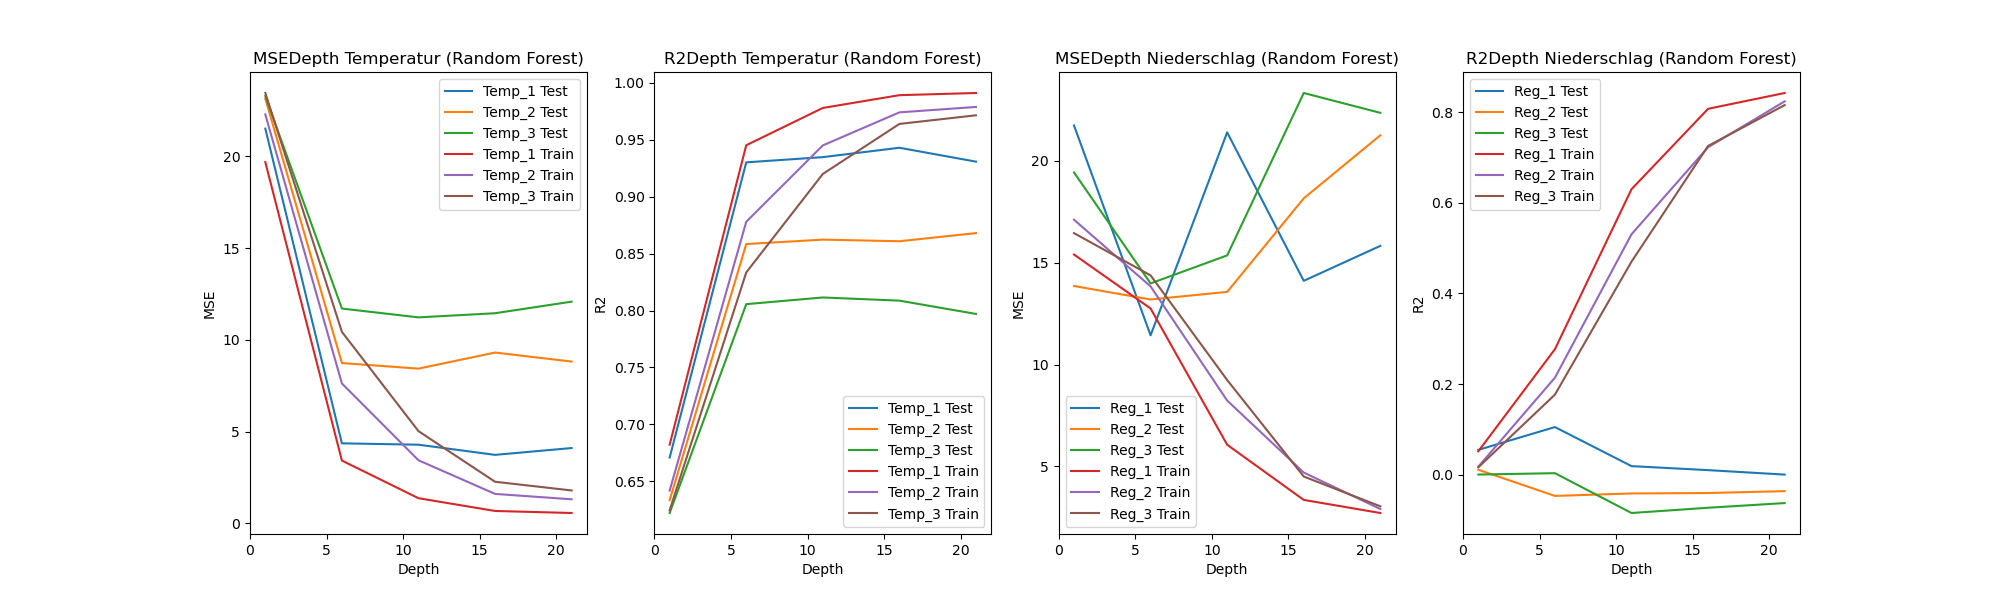 MSEDepth Temperatur (Random Forest)
MSE
20
15
10
5
0
0 5 10 15 20
Depth
Temp_1 Test
Temp_2 Test
Temp_3 Test
Temp_1 Train
Temp_2 Train
Temp_3 Train
R2Depth Temperatur (Random Forest)
R2
1.00
0.95
0.90
0.85
0.80
0.75
0.70
0.65
0 5 10 15 20
Depth
Temp_1 Test
Temp_2 Test
Temp_3 Test
Temp_1 Train
Temp_2 Train
Temp_3 Train
MSEDepth Niederschlag (Random Forest)
MSE
20
15
10
5
0 5 10 15 20
Depth
Reg_1 Test
Reg_2 Test
Reg_3 Test
Reg_1 Train
Reg_2 Train
Reg_3 Train
R2Depth Niederschlag (Random Forest)
R2
0.8
0.6
0.4
0.2
0.0
0 5 10 15 20
Depth
Reg_1 Test
Reg_2 Test
Reg_3 Test
Reg_1 Train
Reg_2 Train
Reg_3 Train